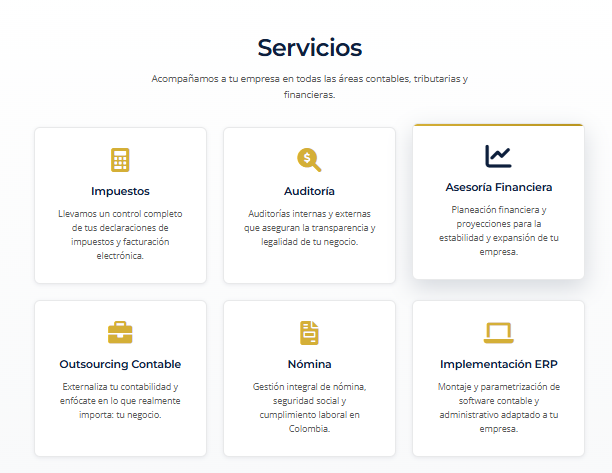 Servicios
Acompañamos a tu empresa en todas las áreas contables, tributarias y
financieras.
Impuestos
Llevamos un control completo
de tus declaraciones de
impuestos y facturación
electrónica.
Auditoría
Auditorías internas y externas
que aseguran la transparencia y
legalidad de tu negocio.
Asesoría Financiera
Planeación financiera y
proyecciones para la
estabilidad y expansión de tu
empresa.
Outsourcing Contable
Externaliza tu contabilidad y
enfócate en lo que realmente
importa: tu negocio.
Nómina
Gestión integral de nómina,
seguridad social y
cumplimiento laboral en
Colombia.
Implementación ERP
Montaje y parametrización de
software contable y
administrativo adaptado a tu
empresa.